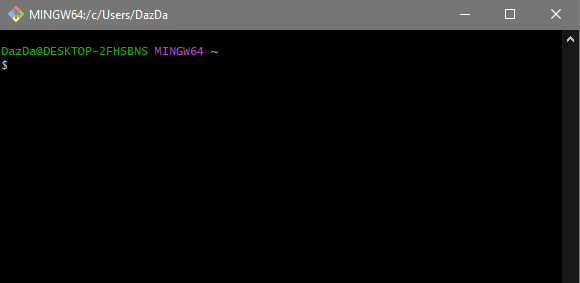 MINGW64:/c/Users/DazDa
DazDa@DESKTOP-2FHSBNS MINGW64 ~
$